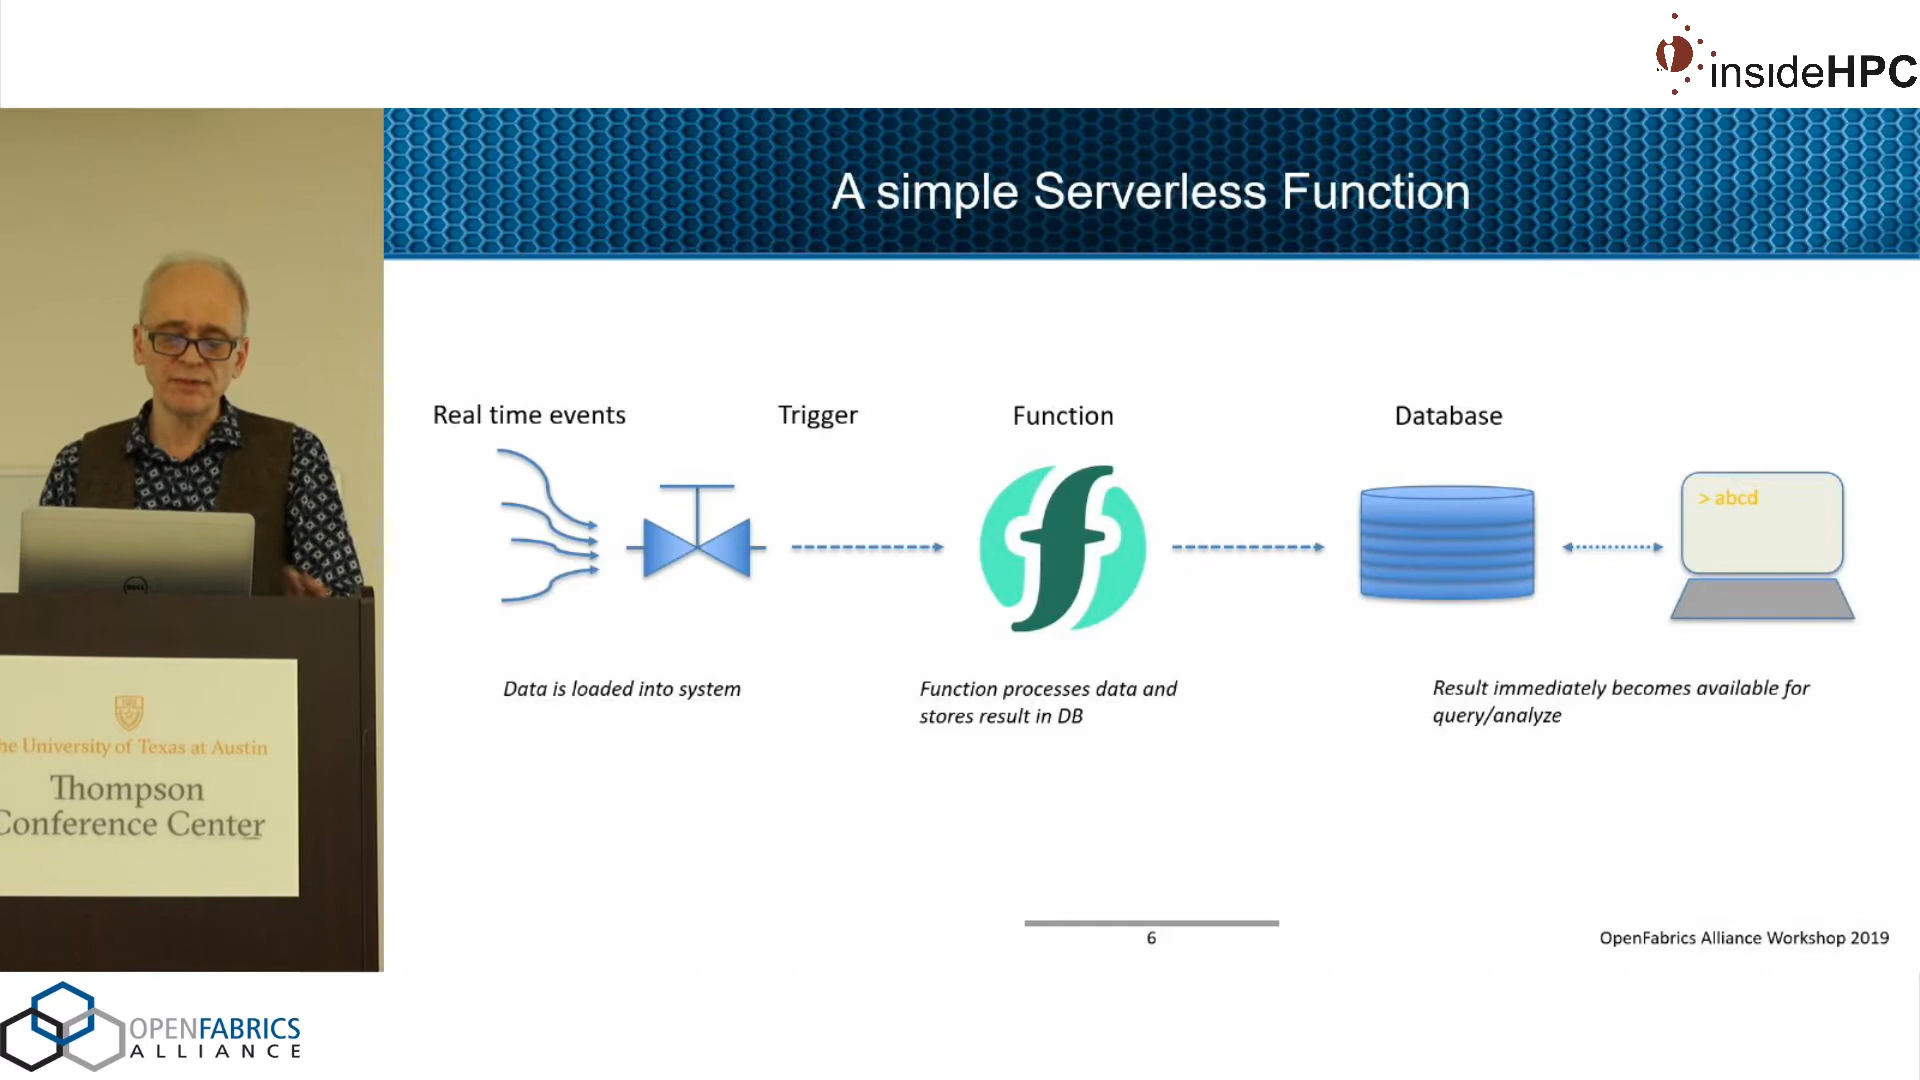 insideHPC
A simple Serverless Function
Real time events
Trigger
Function
Database
> abcd
Data is loaded into system
Function processes data and
stores result in DB
Result immediately becomes available for
query/analyze
6
OpenFabrics Alliance Workshop 2019
DELL
he University of Texas at Austin
Thompson
Conference Center
OPENFABRICS
ALLIANCE